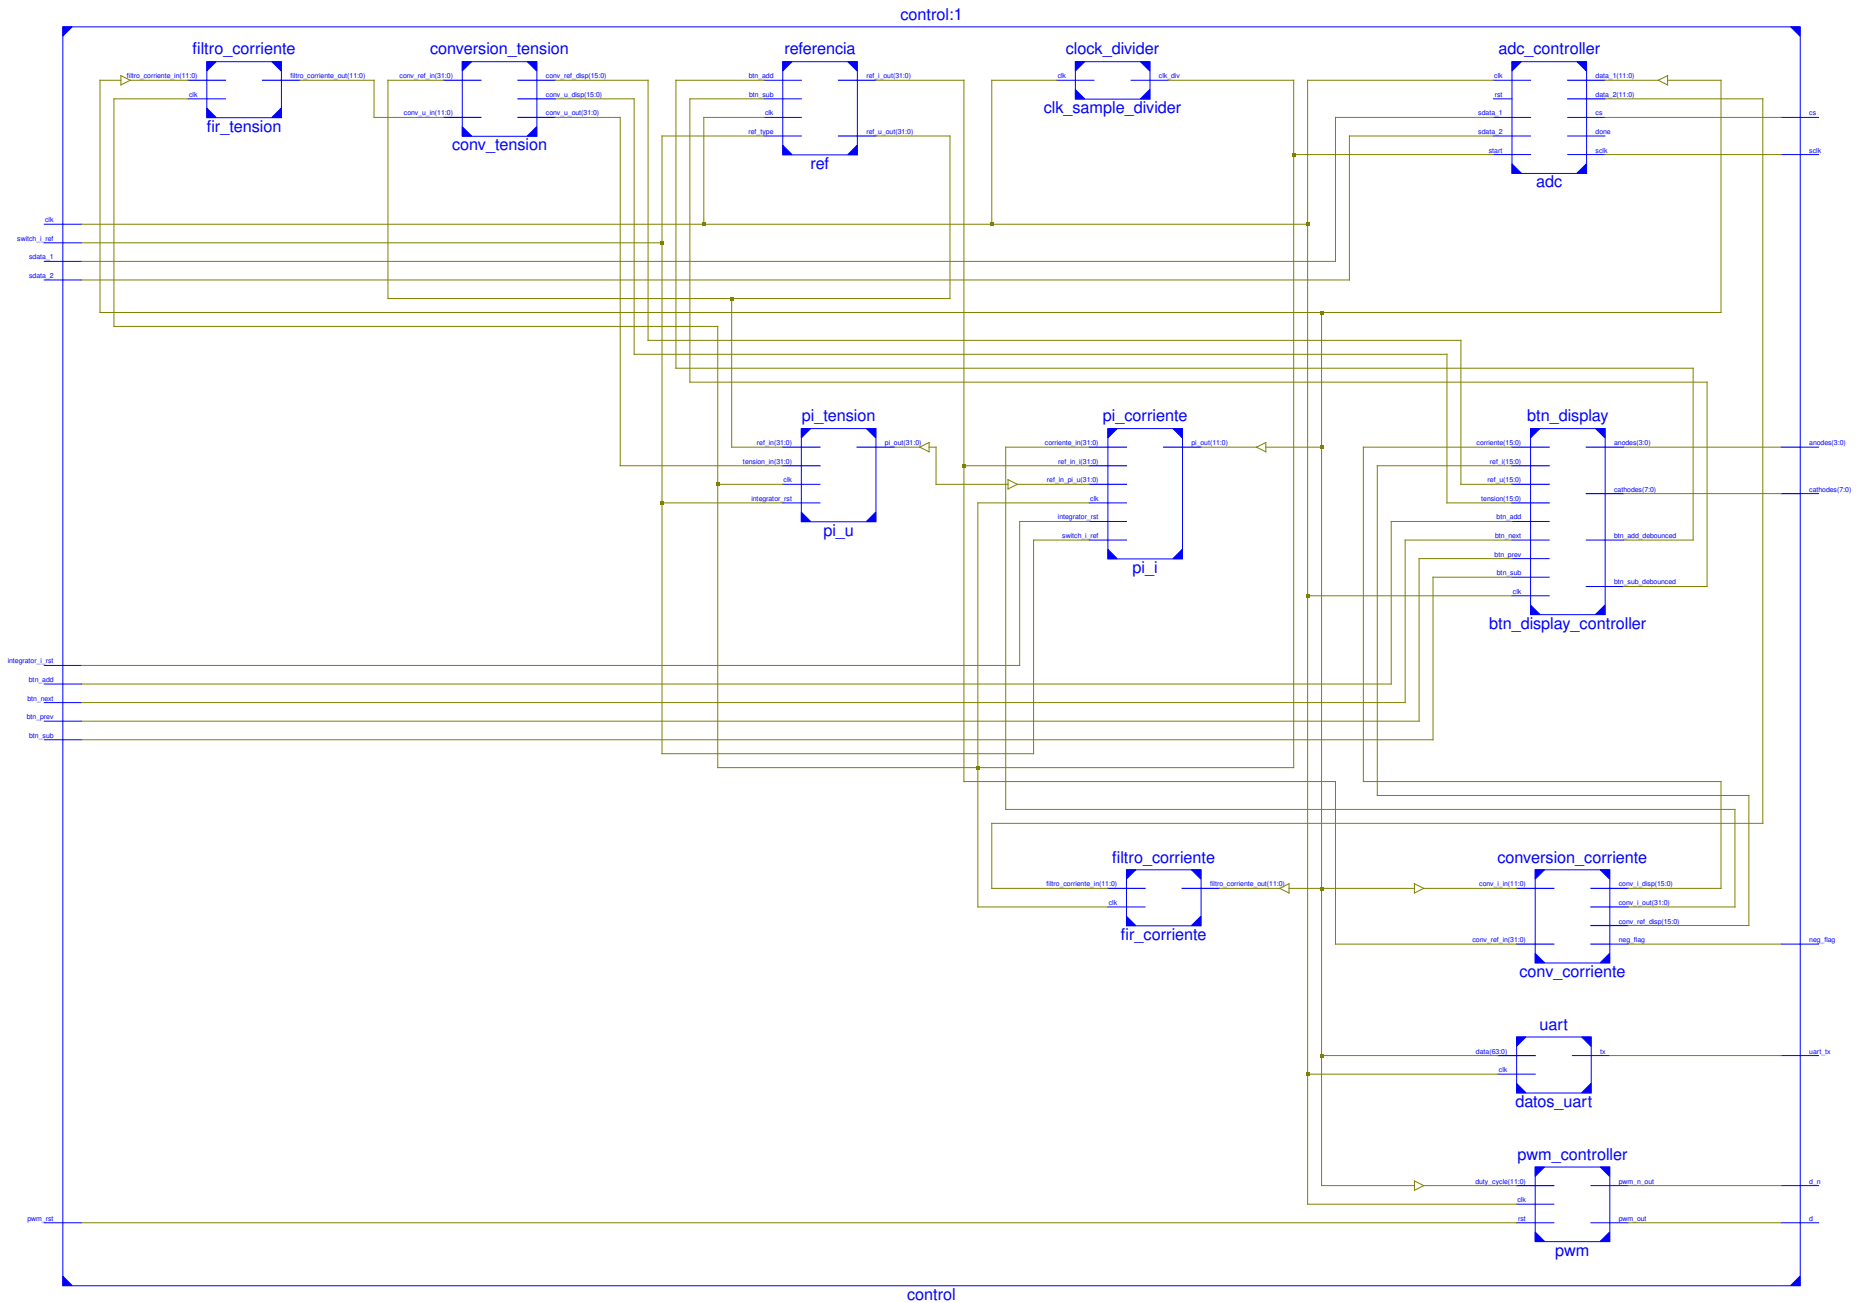 control:1
filtro_corriente
filtro_corriente_in(11:0)
filtro_corriente_out(11:0)
clk
fir_tension
conversion_tension
conv_ref_in(31:0)
conv_ref_disp(15:0)
conv_u_disp(15:0)
conv_u_in(11:0)
conv_u_out(31:0)
conv_tension
referencia
btn_add
ref_i_out(31:0)
btn_sub
clk
ref_type
ref_u_out(31:0)
ref
clock_divider
clk
clk_div
clk_sample_divider
adc_controller
clk
data_1(11:0)
rst
data_2(11:0)
sdata_1
cs
sdata_2
done
start
sclk
adc
cs
sclk
clk
switch_i_ref
sdata_1
sdata_2
pi_tension
ref_in(31:0)
pi_out(31:0)
tension_in(31:0)
clk
integrator_rst
pi_u
pi_corriente
corriente_in(31:0)
pi_out(11:0)
ref_in_i(31:0)
ref_in_pi_u(31:0)
clk
integrator_rst
switch_i_ref
pi_i
btn_display
corriente(15:0)
anodes(3:0)
ref_i(15:0)
ref_u(15:0)
cathodes(7:0)
tension(15:0)
btn_add
btn_next
btn_add_debounced
btn_prev
btn_sub
btn_sub_debounced
clk
btn_display_controller
anodes(3:0)
cathodes(7:0)
integrator_i_rst
btn_add
btn_next
btn_prev
btn_sub
filtro_corriente
filtro_corriente_in(11:0)
filtro_corriente_out(11:0)
clk
fir_corriente
conversion_corriente
conv_i_in(11:0)
conv_i_disp(15:0)
conv_i_out(31:0)
conv_ref_disp(15:0)
conv_ref_in(31:0)
neg_flag
conv_corriente
neg_flag
uart
data(63:0)
tx
clk
datos_uart
uart_tx
pwm_controller
duty_cycle(11:0)
pwm_n_out
clk
rst
pwm_out
pwm
d_n
d
pwm_rst
control